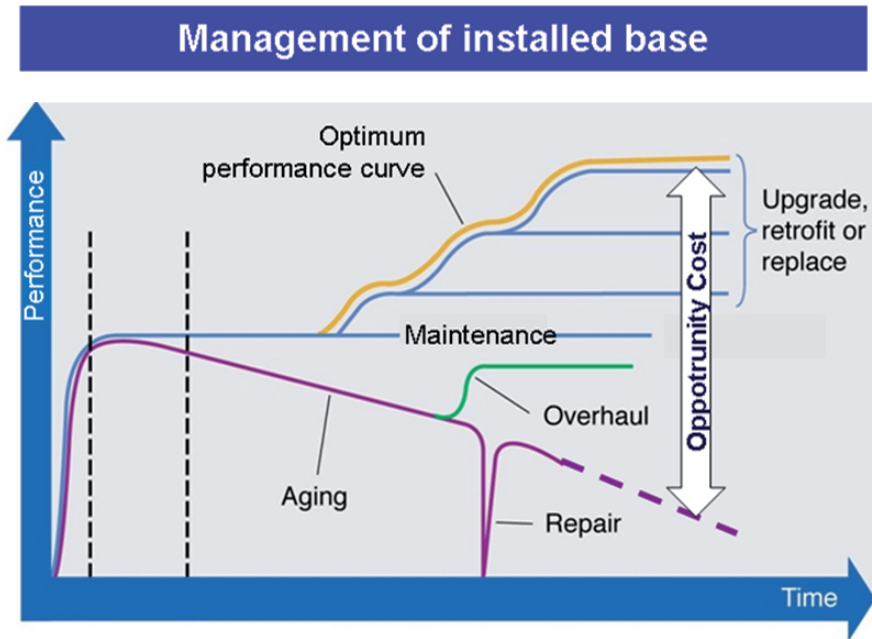 Management of installed base
Optimum
performance curve
Performance
Upgrade,
retrofit or
replace
Oppotrunity Cost
Maintenance
Overhaul
Aging
Repair
Time